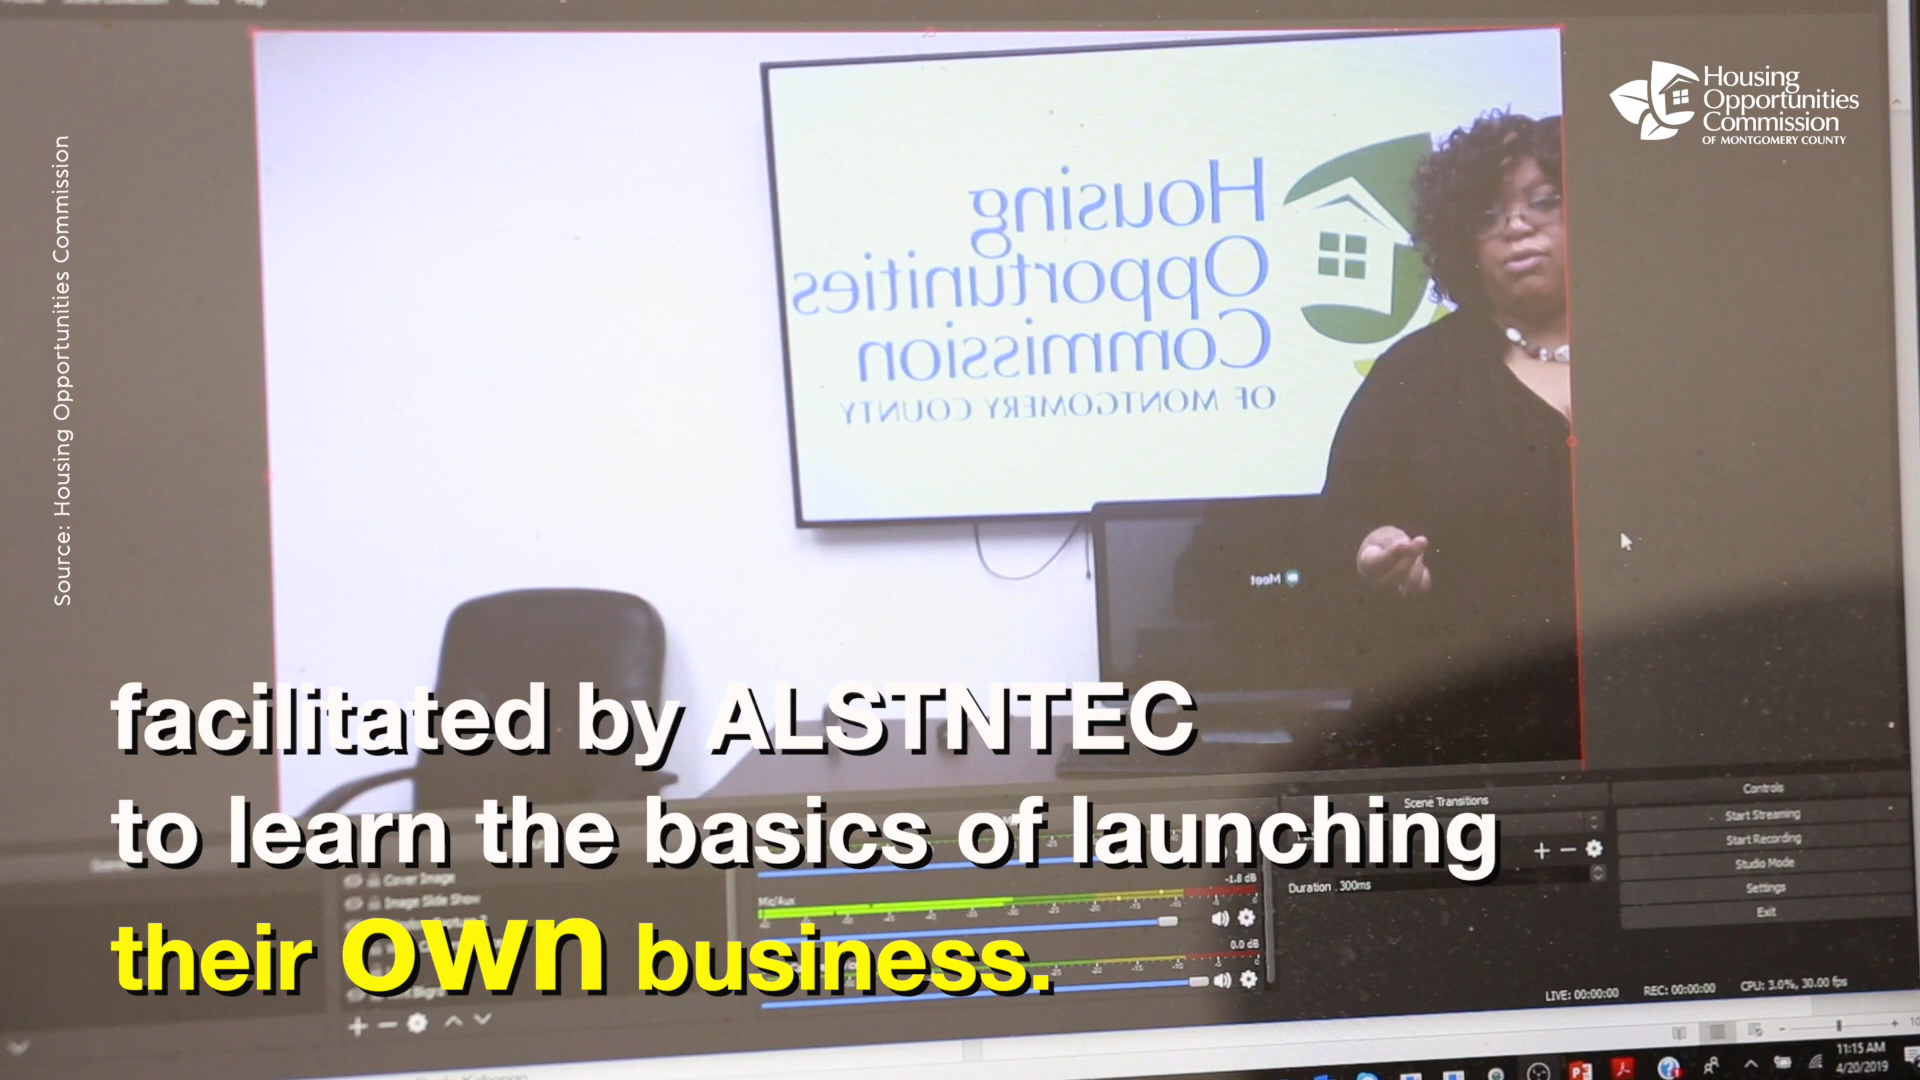 Tools
Help
Source: Housing Opportunities Commission
Housing
Opportunities
Commission
OF MONTGOMERY COUNTY
Housing
Opportunities
Commission
OF MONTGOMERY COUNTY
Meet
facilitated by ALSTNTEC
to learn the basics of launching
their own business.
Cover Image
Image Slide Show
Mic/Aux
-1.8 dB
0.0 dB
Scene Transitions
Duration 300ms
Controls
Start Streaming
Start Recording
Studio Mode
Settings
Exit
LIVE: 00:00:00
REC: 00:00:00
CPU: 3.0%, 30.00 fps
11:15 AM
4/20/2019